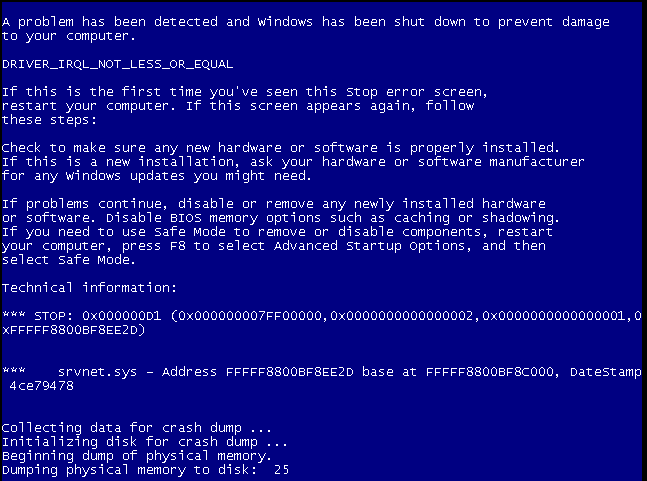 A problem has been detected and Windows has been shut down to prevent damage
to your computer.
DRIVER_IRQL_NOT_LESS_OR_EQUAL
If this is the first time you've seen this Stop error screen,
restart your computer. If this screen appears again, follow
these steps:
Check to make sure any new hardware or software is properly installed.
If this is a new installation, ask your hardware or software manufacturer
for any Windows updates you might need.
If problems continue, disable or remove any newly installed hardware
or software. Disable BIOS memory options such as caching or shadowing.
If you need to use Safe Mode to remove or disable components, restart
your computer, press F8 to select Advanced Startup Options, and then
select Safe Mode.
Technical information:
*** STOP: 0x000000D1 (0x000000007FF00000,0x0000000000000002,0x0000000000000001,0
xFFFFF8800BF8EE2D)
***    srvnet.sys - Address FFFFF8800BF8EE2D base at FFFFF8800BF8C000, DateStamp
4ce79478
Collecting data for crash dump ...
Initializing disk for crash dump ...
Beginning dump of physical memory.
Dumping physical memory to disk:  25